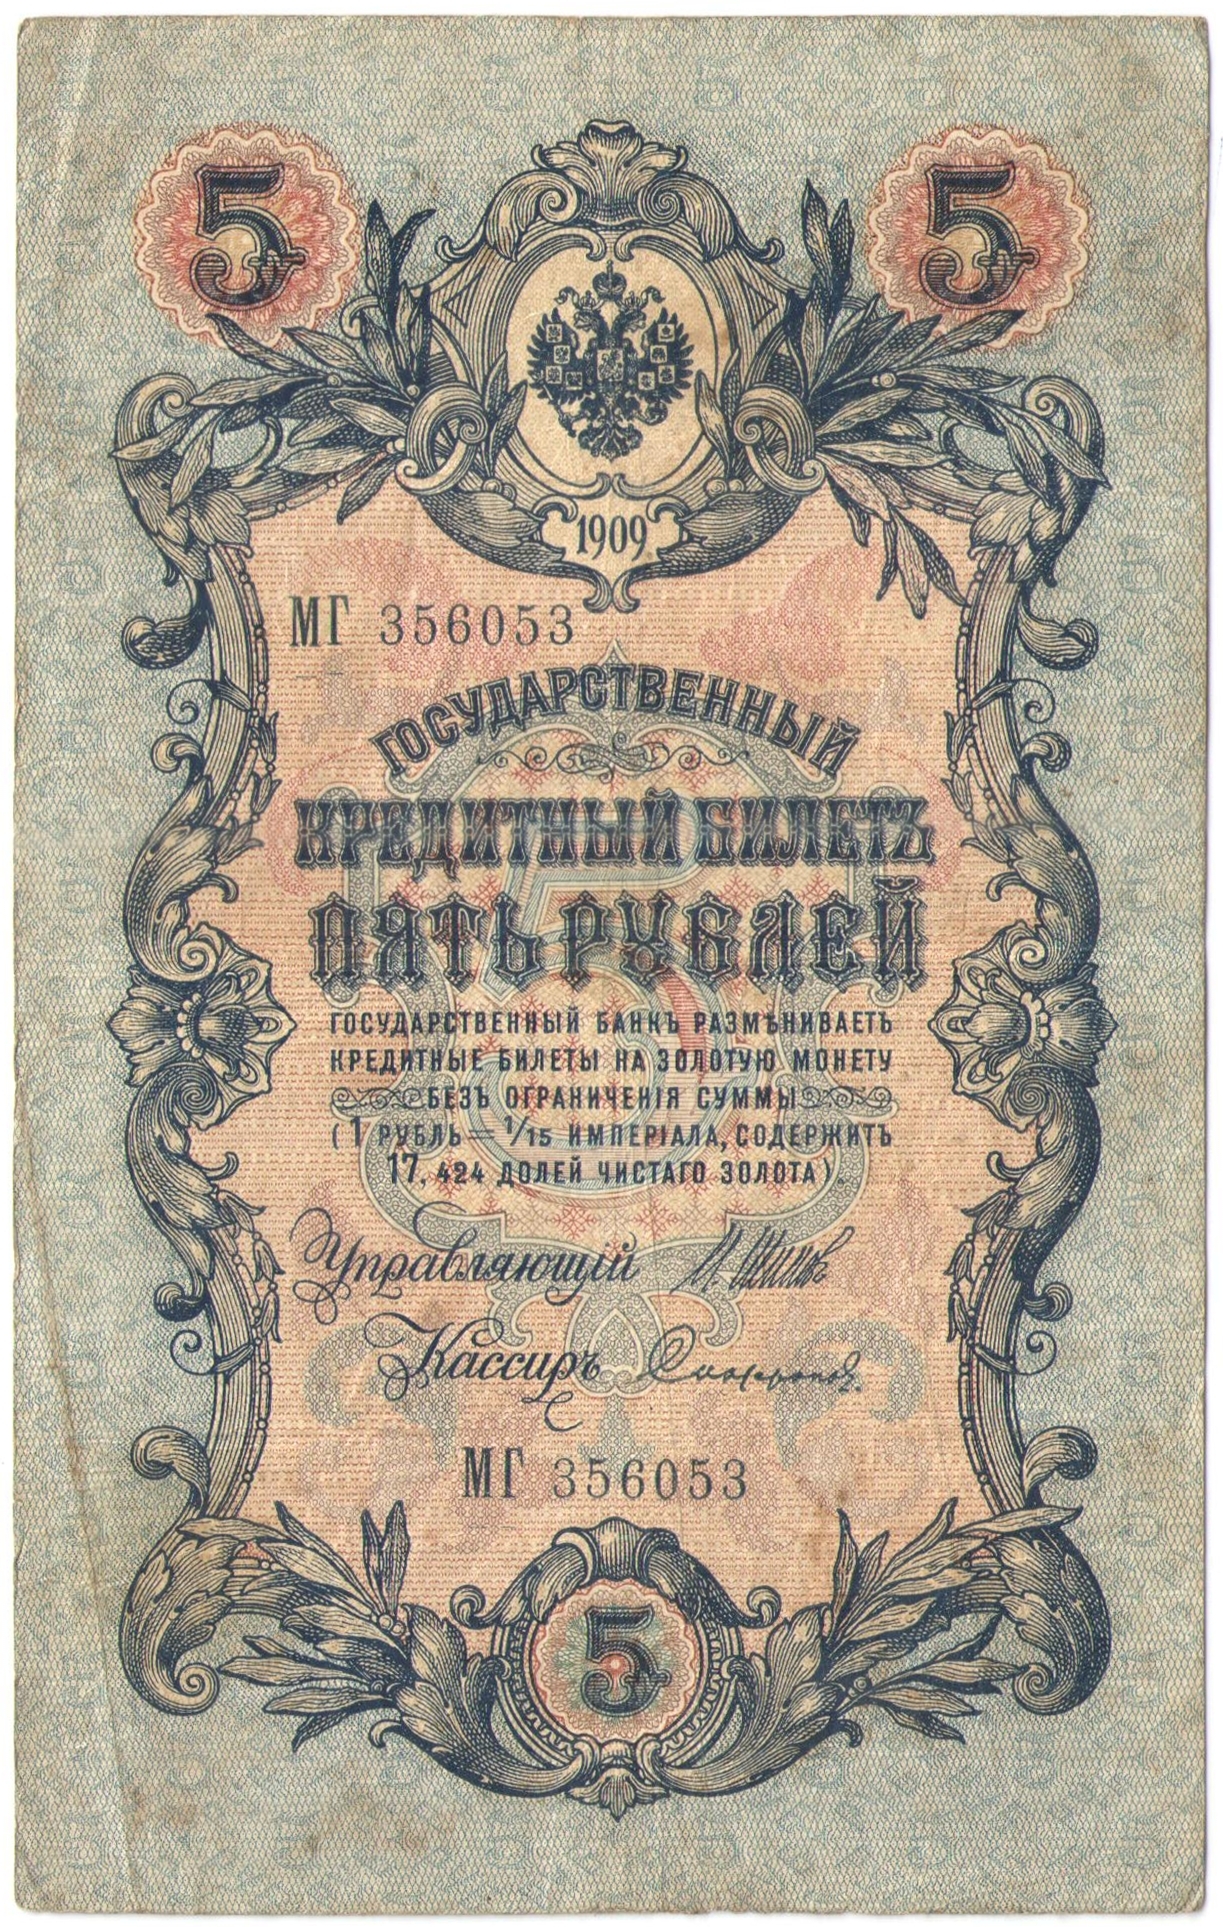 5 5
1909
МГ 356053
ГОСУДАРСТВЕННЫЙ
КРЕДИТНЫЙ БИЛЕТЪ
ПЯТЬ РУБЛЕЙ
5
ГОСУДАРСТВЕННЫЙ БАНКЪ РАЗМѢНИВАЕТЪ
КРЕДИТНЫЕ БИЛЕТЫ НА ЗОЛОТУЮ МОНЕТУ
БЕЗЪ ОГРАНИЧЕНІЯ СУММЫ
(1 РУБЛЬ = 1/15 ИМПЕРІАЛА, СОДЕРЖИТЪ
17,424 ДОЛЕЙ ЧИСТАГО ЗОЛОТА).
Управляющій
Кассиръ
МГ 356053
5